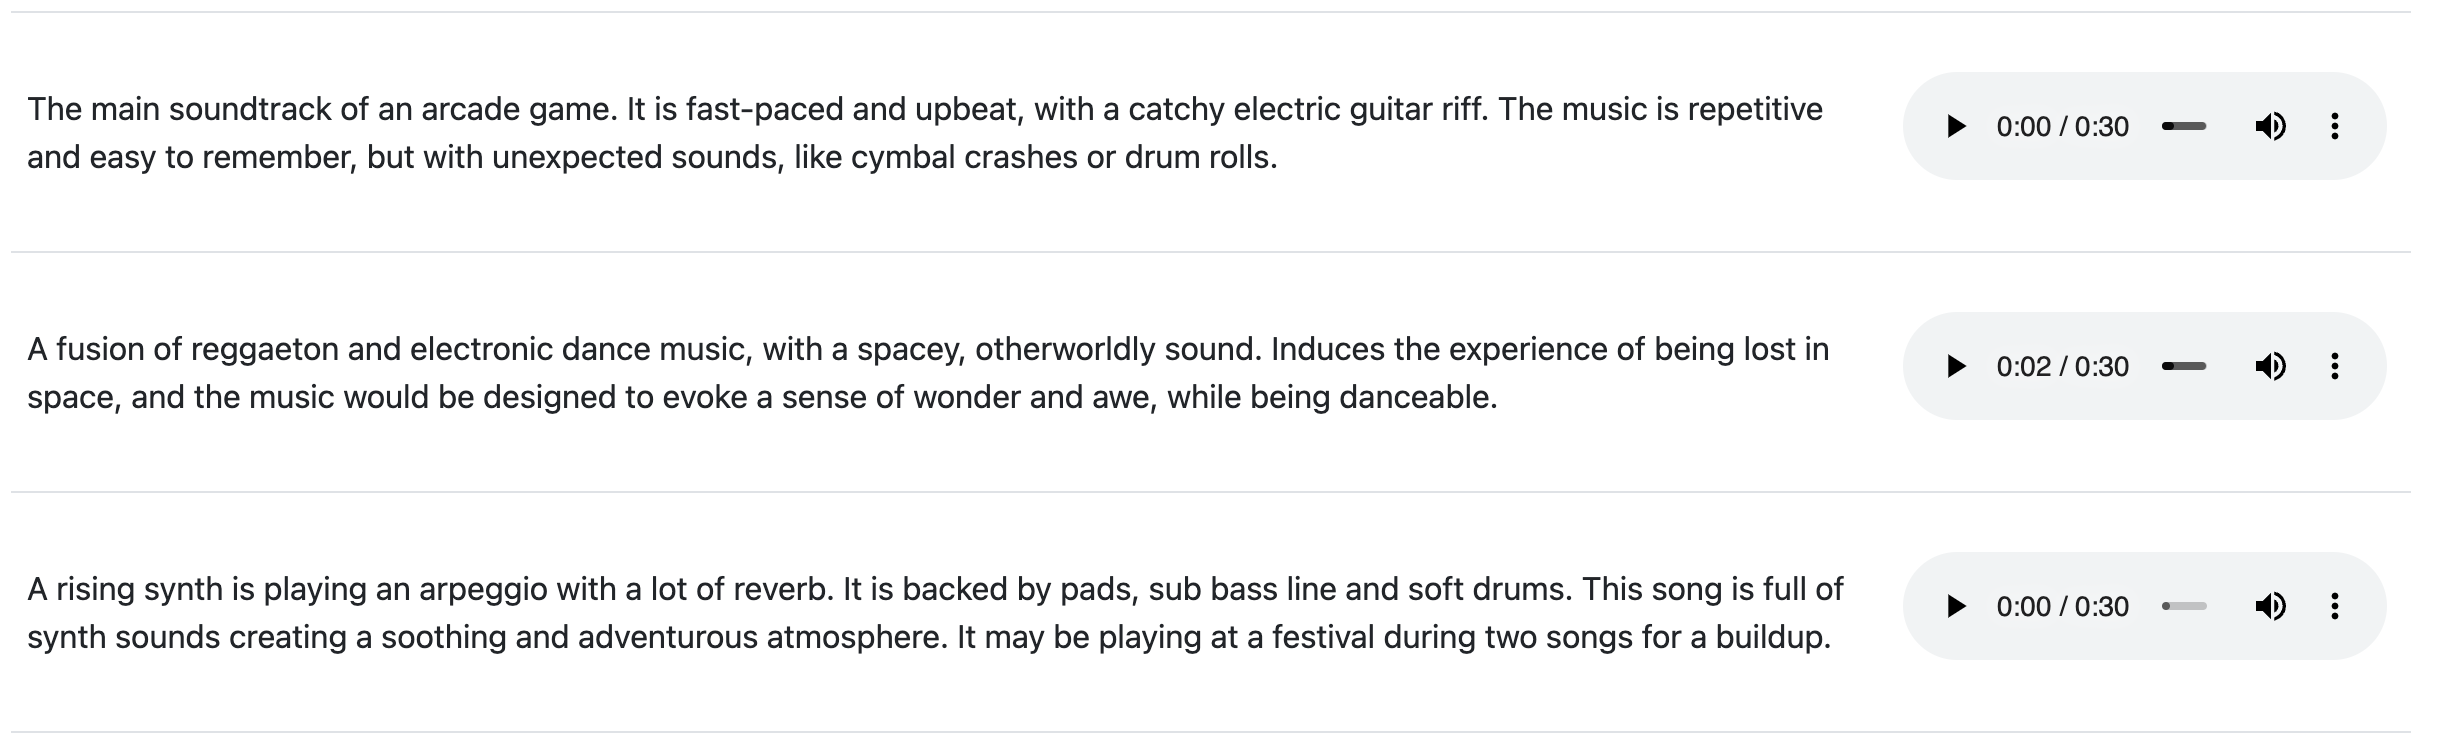 The main soundtrack of an arcade game. It is fast-paced and upbeat, with a catchy electric guitar riff. The music is repetitive
and easy to remember, but with unexpected sounds, like cymbal crashes or drum rolls.
0:00 / 0:30
A fusion of reggaeton and electronic dance music, with a spacey, otherworldly sound. Induces the experience of being lost in
space, and the music would be designed to evoke a sense of wonder and awe, while being danceable.
0:02 / 0:30
A rising synth is playing an arpeggio with a lot of reverb. It is backed by pads, sub bass line and soft drums. This song is full of
synth sounds creating a soothing and adventurous atmosphere. It may be playing at a festival during two songs for a buildup.
0:00 / 0:30